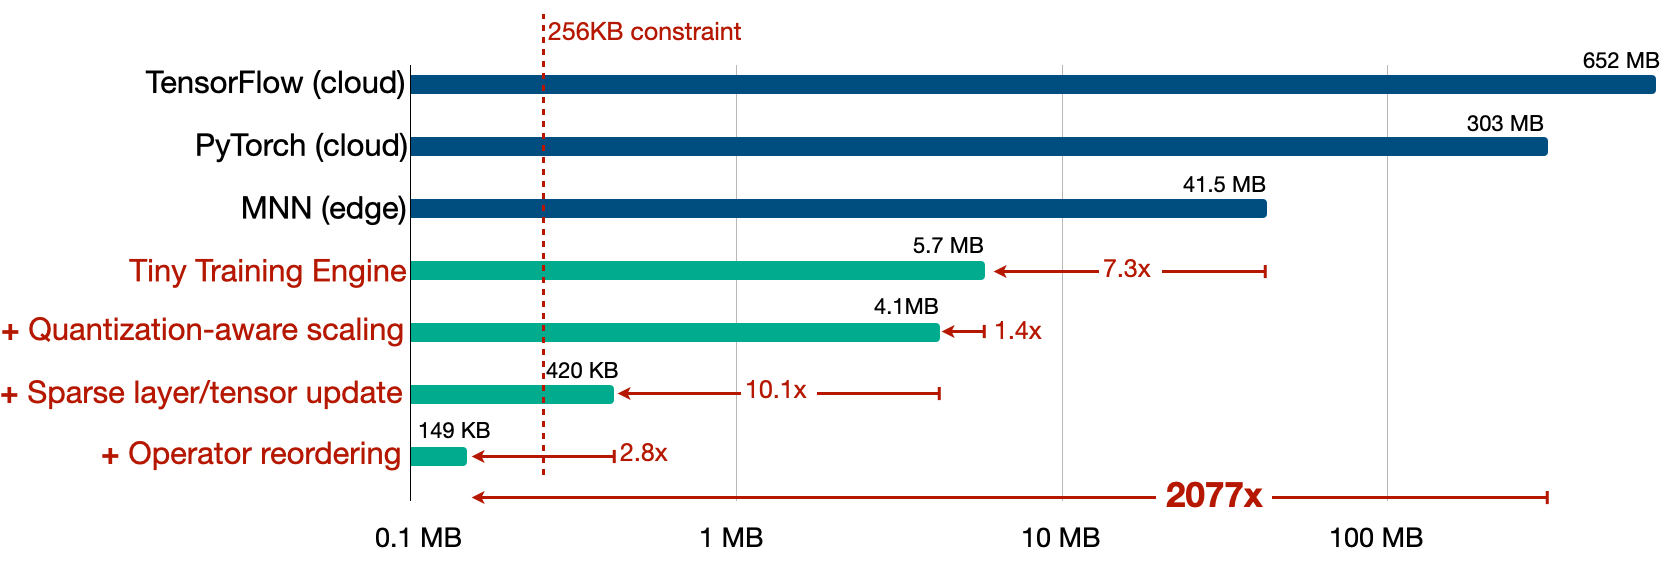 256KB constraint
TensorFlow (cloud) 652 MB
PyTorch (cloud) 303 MB
MNN (edge) 41.5 MB
Tiny Training Engine 5.7 MB 7.3x
+ Quantization-aware scaling 4.1MB 1.4x
+ Sparse layer/tensor update 420 KB 10.1x
+ Operator reordering 149 KB 2.8x
2077x
0.1 MB 1 MB 10 MB 100 MB